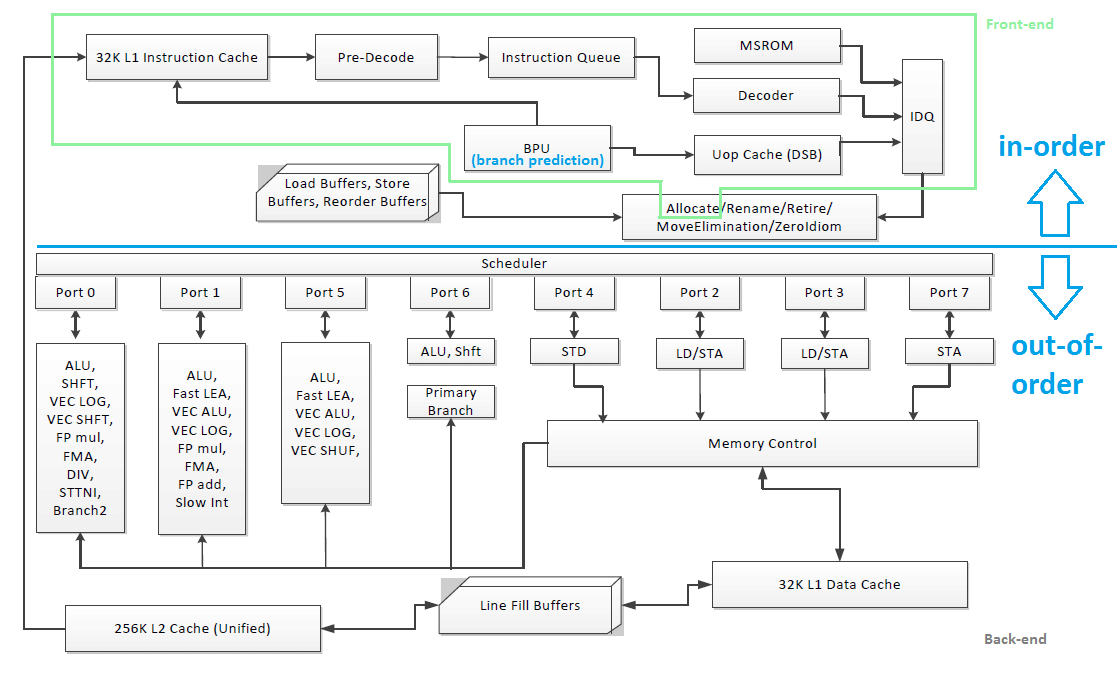 Front-end
32K L1 Instruction Cache
Pre-Decode
Instruction Queue
MSROM
Decoder
IDQ
BPU
(branch prediction)
Uop Cache (DSB)
in-order
Load Buffers, Store
Buffers, Reorder Buffers
Allocate/Rename/Retire/
MoveElimination/ZeroIdiom
Scheduler
Port 0
Port 1
Port 5
Port 6
Port 4
Port 2
Port 3
Port 7
out-of-
order
ALU,
SHFT,
VEC LOG,
VEC SHFT,
FP mul,
FMA,
DIV,
STTNI,
Branch2
ALU,
Fast LEA,
VEC ALU,
VEC LOG,
FP mul,
FMA,
FP add,
Slow Int
ALU,
Fast LEA,
VEC ALU,
VEC LOG,
VEC SHUF,
ALU, Shft
Primary
Branch
STD
LD/STA
LD/STA
STA
Memory Control
32K L1 Data Cache
Line Fill Buffers
256K L2 Cache (Unified)
Back-end